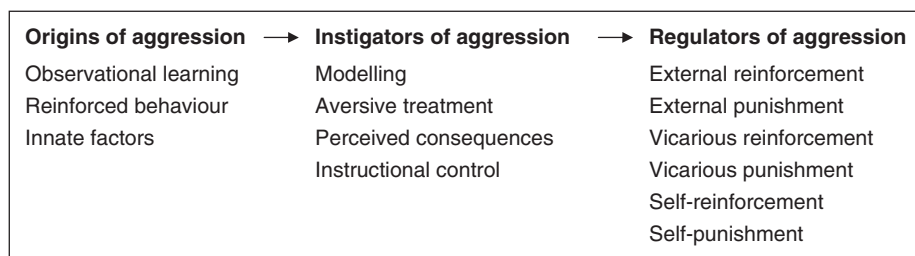 Origins of aggression → Instigators of aggression → Regulators of aggression
Observational learning Modelling External reinforcement
Reinforced behaviour Aversive treatment External punishment
Innate factors Perceived consequences Vicarious reinforcement
Instructional control Vicarious punishment
Self-reinforcement
Self-punishment